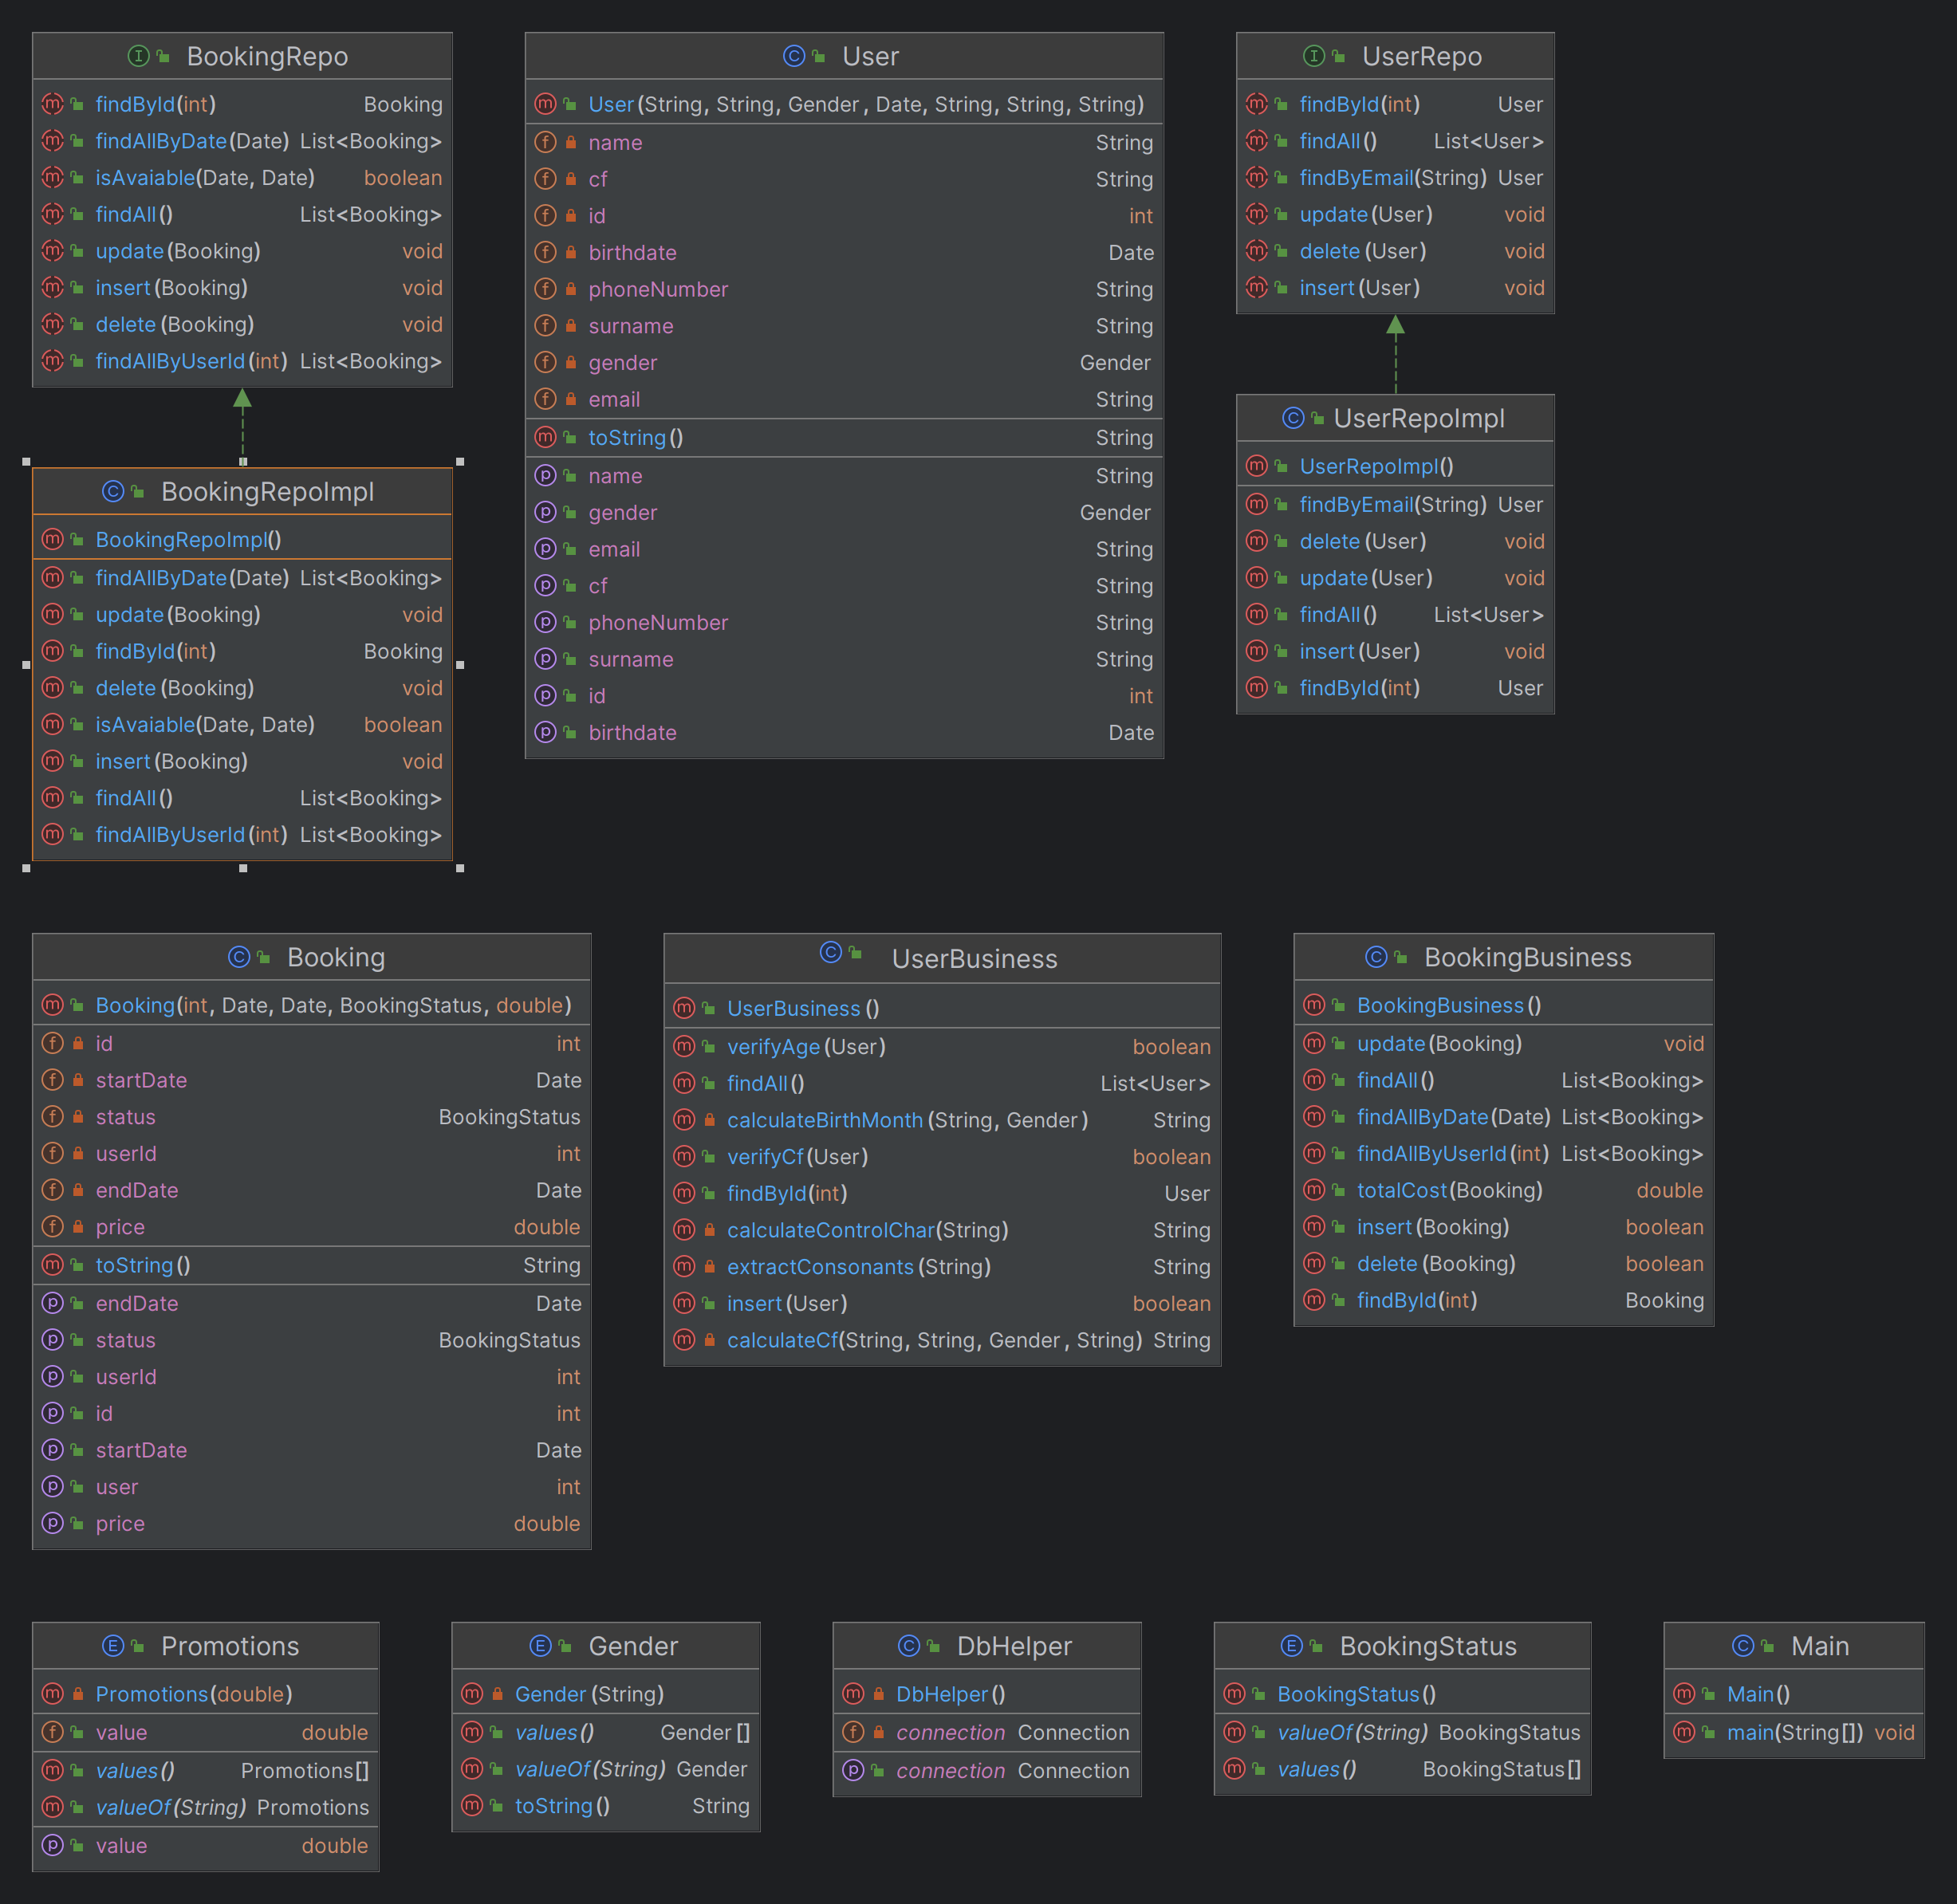 BookingRepo
findById(int) Booking
findAllByDate(Date) List<Booking>
isAvaiable(Date, Date) boolean
findAll() List<Booking>
update(Booking) void
insert(Booking) void
delete(Booking) void
findAllByUserId(int) List<Booking>
User
User(String, String, Gender, Date, String, String, String)
name String
cf String
id int
birthdate Date
phoneNumber String
surname String
gender Gender
email String
toString() String
name String
gender Gender
email String
cf String
phoneNumber String
surname String
id int
birthdate Date
UserRepo
findById(int) User
findAll() List<User>
findByEmail(String) User
update(User) void
delete(User) void
insert(User) void
BookingRepoImpl
BookingRepoImpl()
findAllByDate(Date) List<Booking>
update(Booking) void
findById(int) Booking
delete(Booking) void
isAvaiable(Date, Date) boolean
insert(Booking) void
findAll() List<Booking>
findAllByUserId(int) List<Booking>
UserRepoImpl
UserRepoImpl()
findByEmail(String) User
delete(User) void
update(User) void
findAll() List<User>
insert(User) void
findById(int) User
Booking
Booking(int, Date, Date, BookingStatus, double)
id int
startDate Date
status BookingStatus
userId int
endDate Date
price double
toString() String
endDate Date
status BookingStatus
userId int
id int
startDate Date
user int
price double
UserBusiness
UserBusiness()
verifyAge(User) boolean
findAll() List<User>
calculateBirthMonth(String, Gender) String
verifyCf(User) boolean
findById(int) User
calculateControlChar(String) String
extractConsonants(String) String
insert(User) boolean
calculateCf(String, String, Gender, String) String
BookingBusiness
BookingBusiness()
update(Booking) void
findAll() List<Booking>
findAllByDate(Date) List<Booking>
findAllByUserId(int) List<Booking>
totalCost(Booking) double
insert(Booking) boolean
delete(Booking) boolean
findById(int) Booking
Promotions
Promotions(double)
value double
values() Promotions[]
valueOf(String) Promotions
value double
Gender
Gender(String)
values() Gender[]
valueOf(String) Gender
toString() String
DbHelper
DbHelper()
connection Connection
connection Connection
BookingStatus
BookingStatus()
valueOf(String) BookingStatus
values() BookingStatus[]
Main
Main()
main(String[]) void